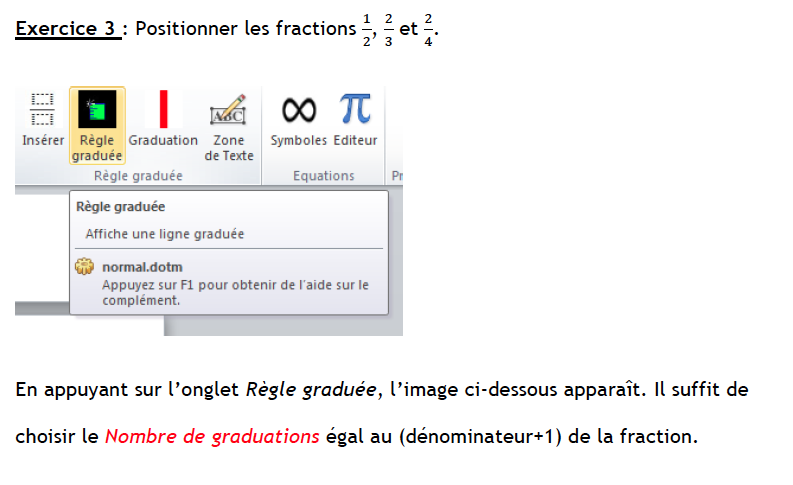 Exercice 3 : Positionner les fractions 1/2, 2/3 et 2/4.
Insérer Règle graduée Graduation Zone de Texte Symboles Editeur
Règle graduée Equations Pr
Règle graduée
Affiche une ligne graduée
normal.dotm
Appuyez sur F1 pour obtenir de l'aide sur le
complément.
En appuyant sur l'onglet Règle graduée, l'image ci-dessous apparaît. Il suffit de
choisir le Nombre de graduations égal au (dénominateur+1) de la fraction.